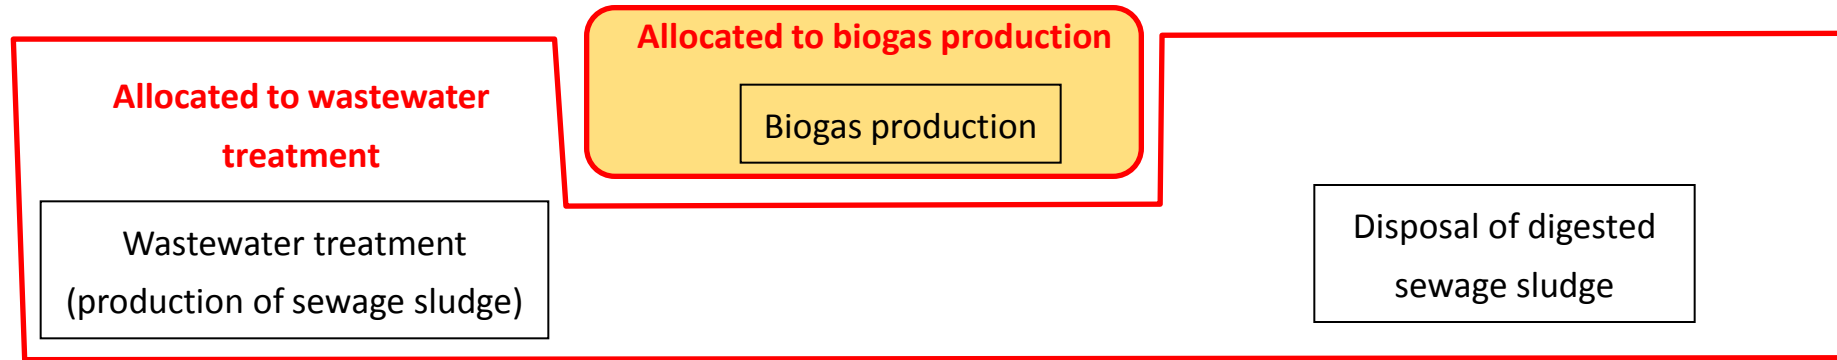 Allocated to wastewater
treatment
Wastewater treatment
(production of sewage sludge)
Allocated to biogas production
Biogas production
Disposal of digested
sewage sludge